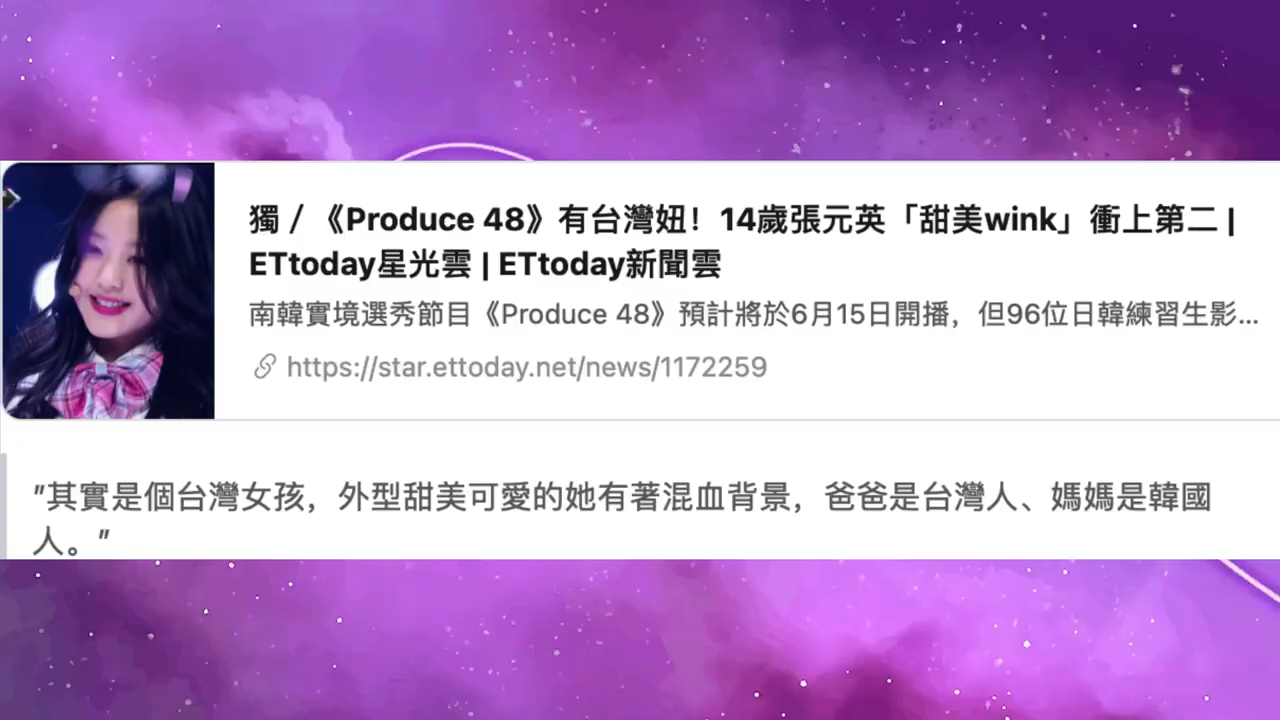 獨 / 《Produce 48》有台灣妞！14歲張元英「甜美wink」衝上第二 |
ETtoday星光雲 | ETtoday新聞雲
南韓實境選秀節目《Produce 48》預計將於6月15日開播，但96位日韓練習生影...
https://star.ettoday.net/news/1172259
"其實是個台灣女孩，外型甜美可愛的她有著混血背景，爸爸是台灣人、媽媽是韓國
人。"